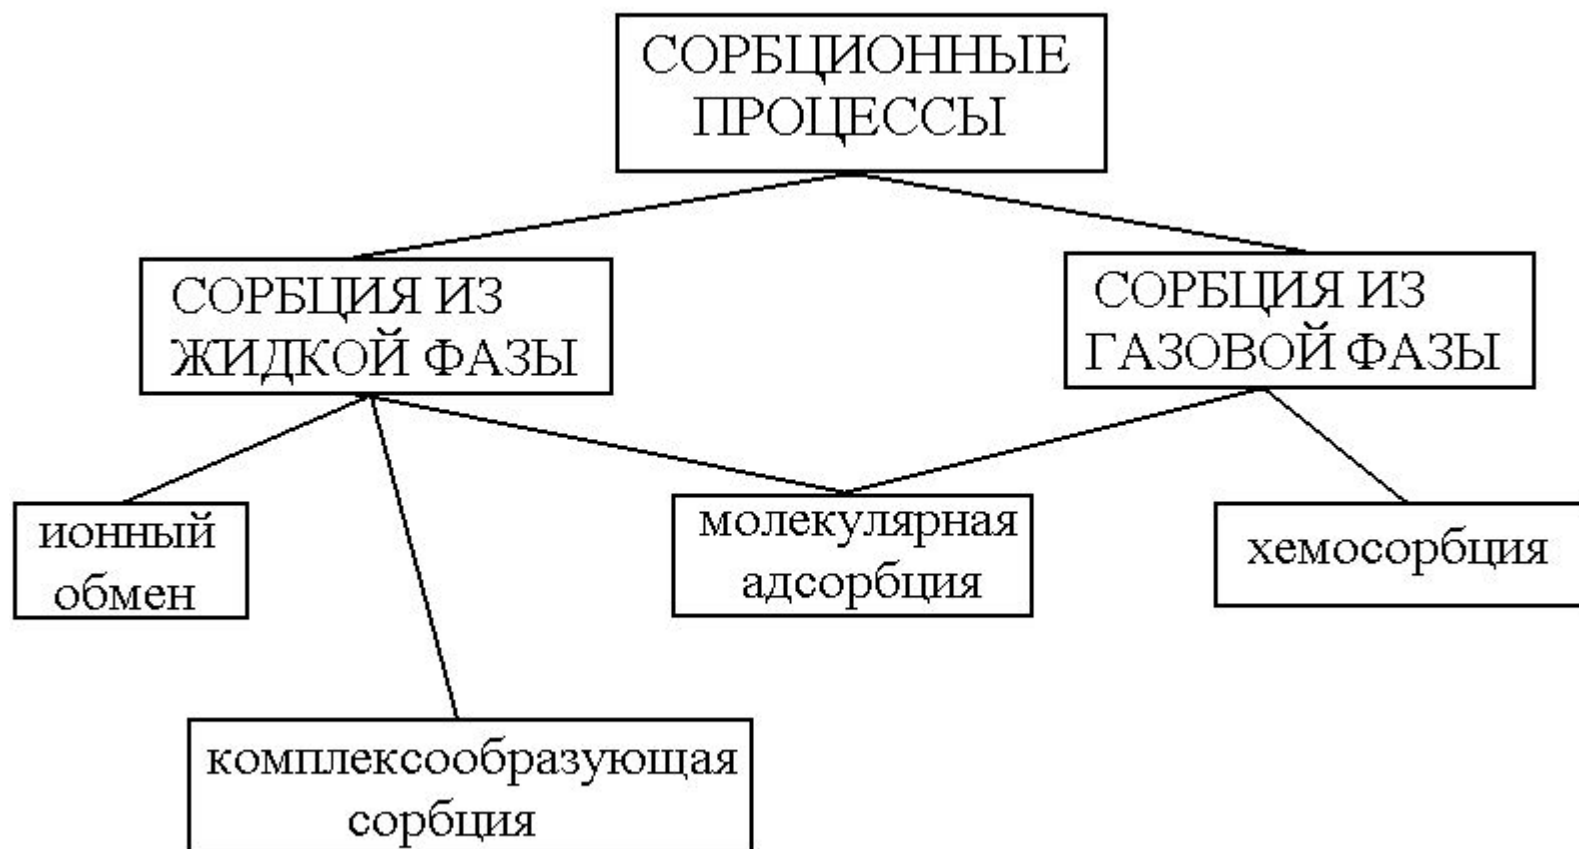 СОРБЦИОННЫЕ
ПРОЦЕССЫ
СОРБЦИЯ ИЗ
ЖИДКОЙ ФАЗЫ
СОРБЦИЯ ИЗ
ГАЗОВОЙ ФАЗЫ
ионный
обмен
молекулярная
адсорбция
хемосорбция
комплексообразующая
сорбция